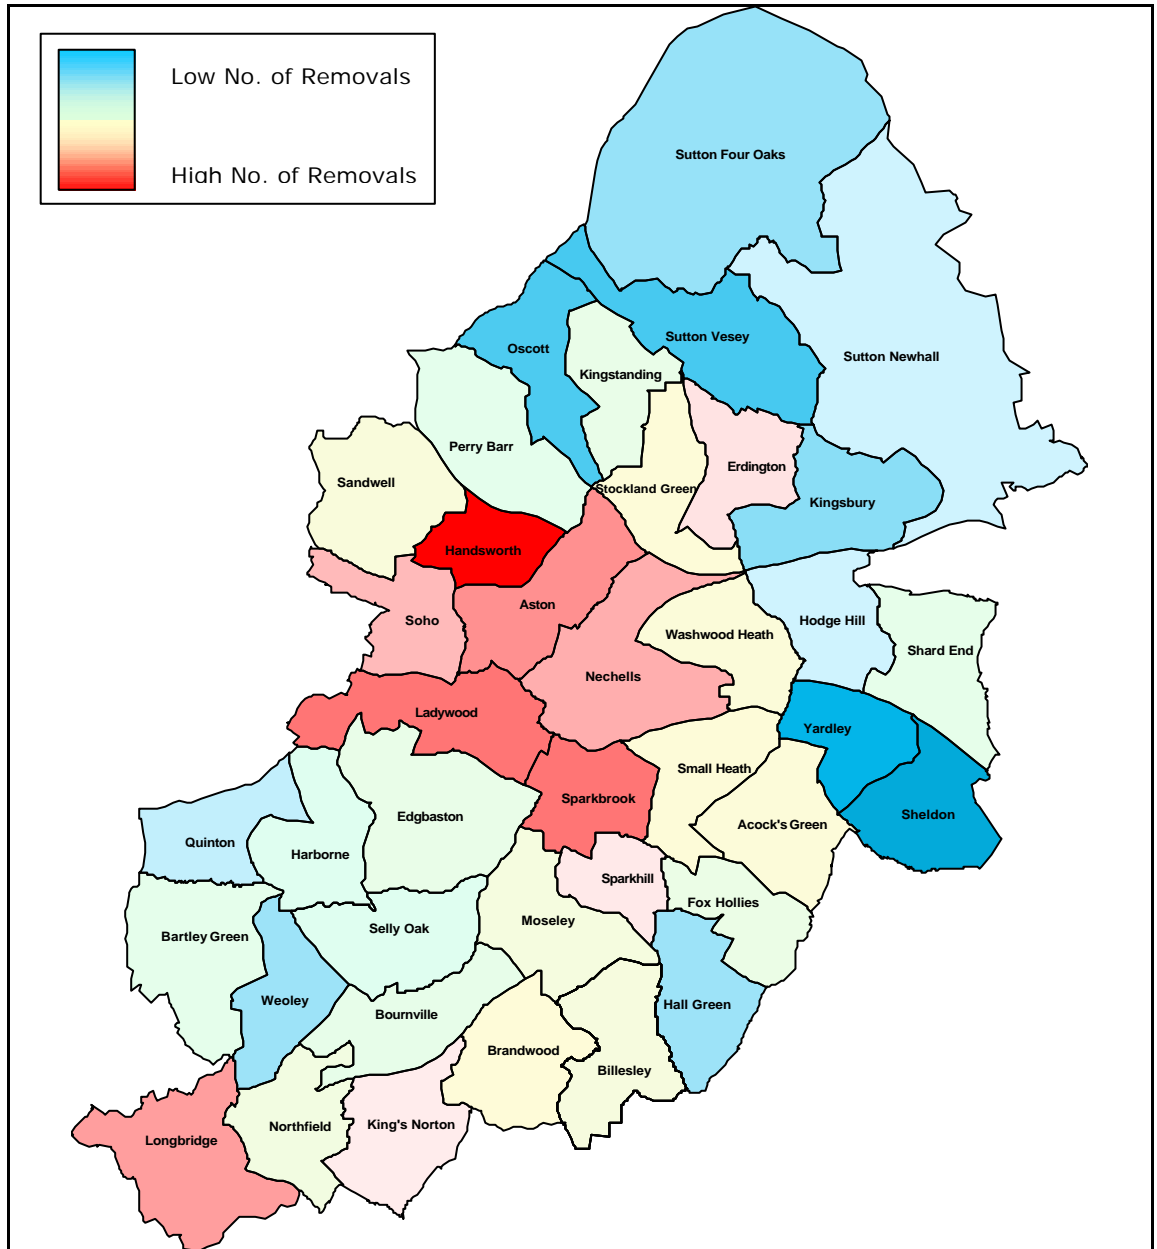 Low No. of Removals
High No. of Removals
Sutton Four Oaks
Sutton Vesey
Sutton Newhall
Oscott
Kingstanding
Perry Barr
Erdington
Sandwell
Stockland Green
Kingsbury
Handsworth
Aston
Soho
Hodge Hill
Washwood Heath
Shard End
Nechells
Ladywood
Yardley
Small Heath
Sparkbrook
Edgbaston
Acock's Green
Sheldon
Quinton
Harborne
Sparkhill
Fox Hollies
Moseley
Selly Oak
Bartley Green
Weoley
Hall Green
Bournville
Brandwood
Billesley
Northfield
King's Norton
Longbridge